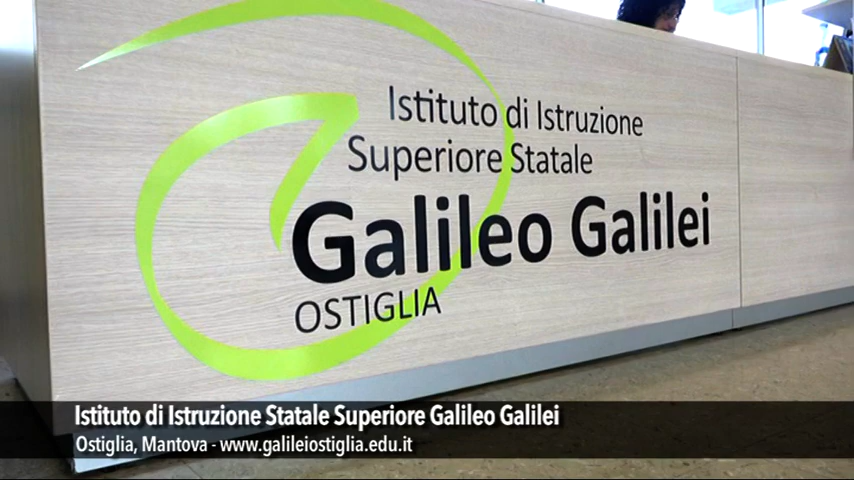 Istituto di Istruzione
Superiore Statale
Galileo Galilei
OSTIGLIA
Istituto di Istruzione Statale Superiore Galileo Galilei
Ostiglia, Mantova - www.galileiostiglia.edu.it